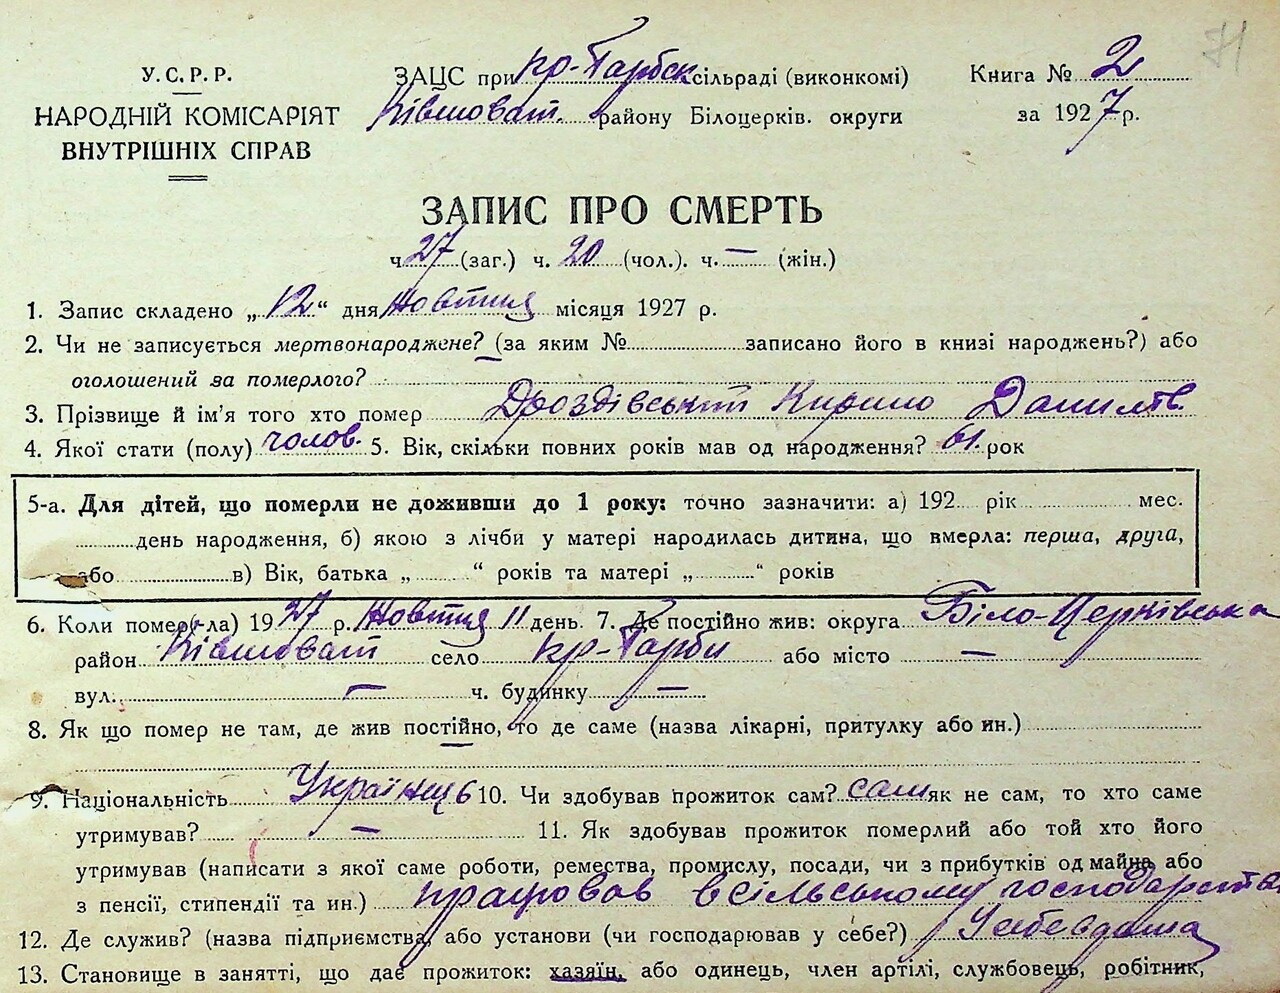 71
У.С.Р.Р.
НАРОДНІЙ КОМІСАРІЯТ
ВНУТРІШНІХ СПРАВ
ЗАЦС при Кр-Гарбск сільраді (виконкомі)
Ківшоват. району Білоцерків. округи
Книга № 2
за 1927 р.
ЗАПИС ПРО СМЕРТЬ
ч. 27 (заг.) ч. 20 (чол.). ч. — (жін.)
1. Запис складено „12“ дня Жовтня місяця 1927 р.
2. Чи не записується мертвонароджене? (за яким № записано його в книзі народжень?) або
оголошений за померлого?
3. Прізвище й ім'я того хто помер Дроздівський Кирило Данилов.
4. Якої стати (полу) чолов. 5. Вік, скільки повних років мав од народження? 61. рок
5-а. Для дітей, що померли не доживши до 1 року: точно зазначити: а) 192 рік мес.
день народження, б) якою з лічби у матері народилась дитина, що вмерла: перша, друга,
або в) Вік, батька „ “ років та матері „ “ років
6. Коли помер(-ла) 1927 р. Жовтня 11 день. 7. Де постійно жив: округа Біло-Церківська
район Ківшоват село Кр-Гарби або місто —
вул. — ч. будинку —
8. Як що помер не там, де жив постійно, то де саме (назва лікарні, притулку або ин.)
9. Національність Українець 10. Чи здобував прожиток сам? сам як не сам, то хто саме
утримував? — 11. Як здобував прожиток померлий або той хто його
утримував (написати з якої саме роботи, ремества, промислу, посади, чи з прибутків од майна або
з пенсії, стипендії та ин.) працював в сільському господарстві
12. Де служив? (назва підприємства, або установи (чи господарював у себе?) У себе вдома
13. Становище в занятті, що дає прожиток: хазяїн, або одинець, член артілі, службовець, робітник,